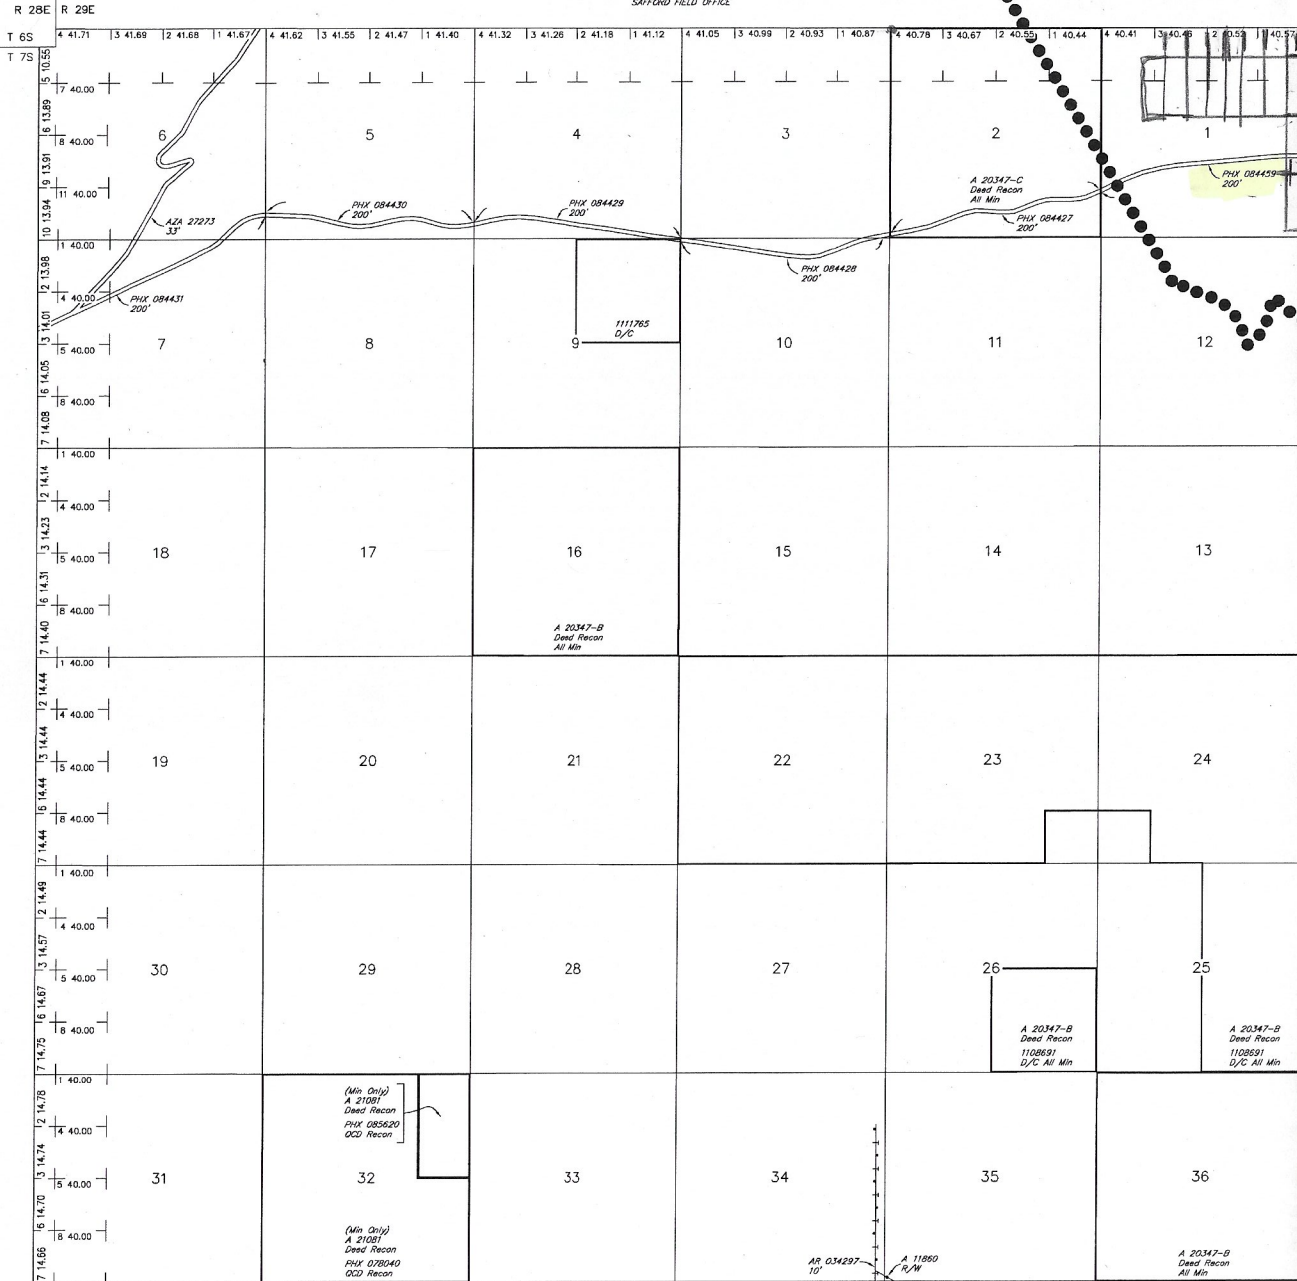 SAFFORD FIELD OFFICE
R 28E R 29E
T 6S
T 7S
4 41.71 3 41.69 2 41.68 1 41.67 4 41.62 3 41.55 2 41.47 1 41.40 4 41.32 3 41.26 2 41.18 1 41.12 4 41.05 3 40.98 2 40.93 1 40.87 4 40.78 3 40.67 2 40.55 1 40.44 4 40.41 3 40.46 2 40.52 1 40.57
5 10.55
7 40.00
6 13.89
8 40.00
9 13.91
11 40.00
10 13.94
6 5 4 3 2 1
A 20347-C
Deed Recon
All Min
PHX 084459
200'
PHX 084430
200'
PHX 084429
200'
PHX 084427
200'
AZA 27273
33'
1 40.00
2 13.98
4 40.00
3 14.01
5 40.00
6 14.05
8 40.00
7 14.08
PHX 084428
200'
PHX 084431
200'
1111765
D/C
7 8 9 10 11 12
1 40.00
2 14.14
4 40.00
3 14.23
5 40.00
6 14.31
8 40.00
7 14.40
18 17 16 15 14 13
A 20347-B
Deed Recon
All Min
1 40.00
2 14.44
4 40.00
3 14.44
5 40.00
6 14.44
8 40.00
7 14.44
19 20 21 22 23 24
1 40.00
2 14.49
4 40.00
3 14.57
5 40.00
6 14.67
8 40.00
7 14.75
30 29 28 27 26 25
A 20347-B
Deed Recon
1108691
D/C All Min
A 20347-B
Deed Recon
1108691
D/C All Min
1 40.00
2 14.78
4 40.00
3 14.74
5 40.00
6 14.70
8 40.00
7 14.66
(Min Only)
A 21081
Deed Recon
PHX 085620
QCD Recon
31 32 33 34 35 36
(Min Only)
A 21081
Deed Recon
PHX 078040
QCD Recon
AR 034297
10'
A 11860
R/W
A 20347-B
Deed Recon
All Min